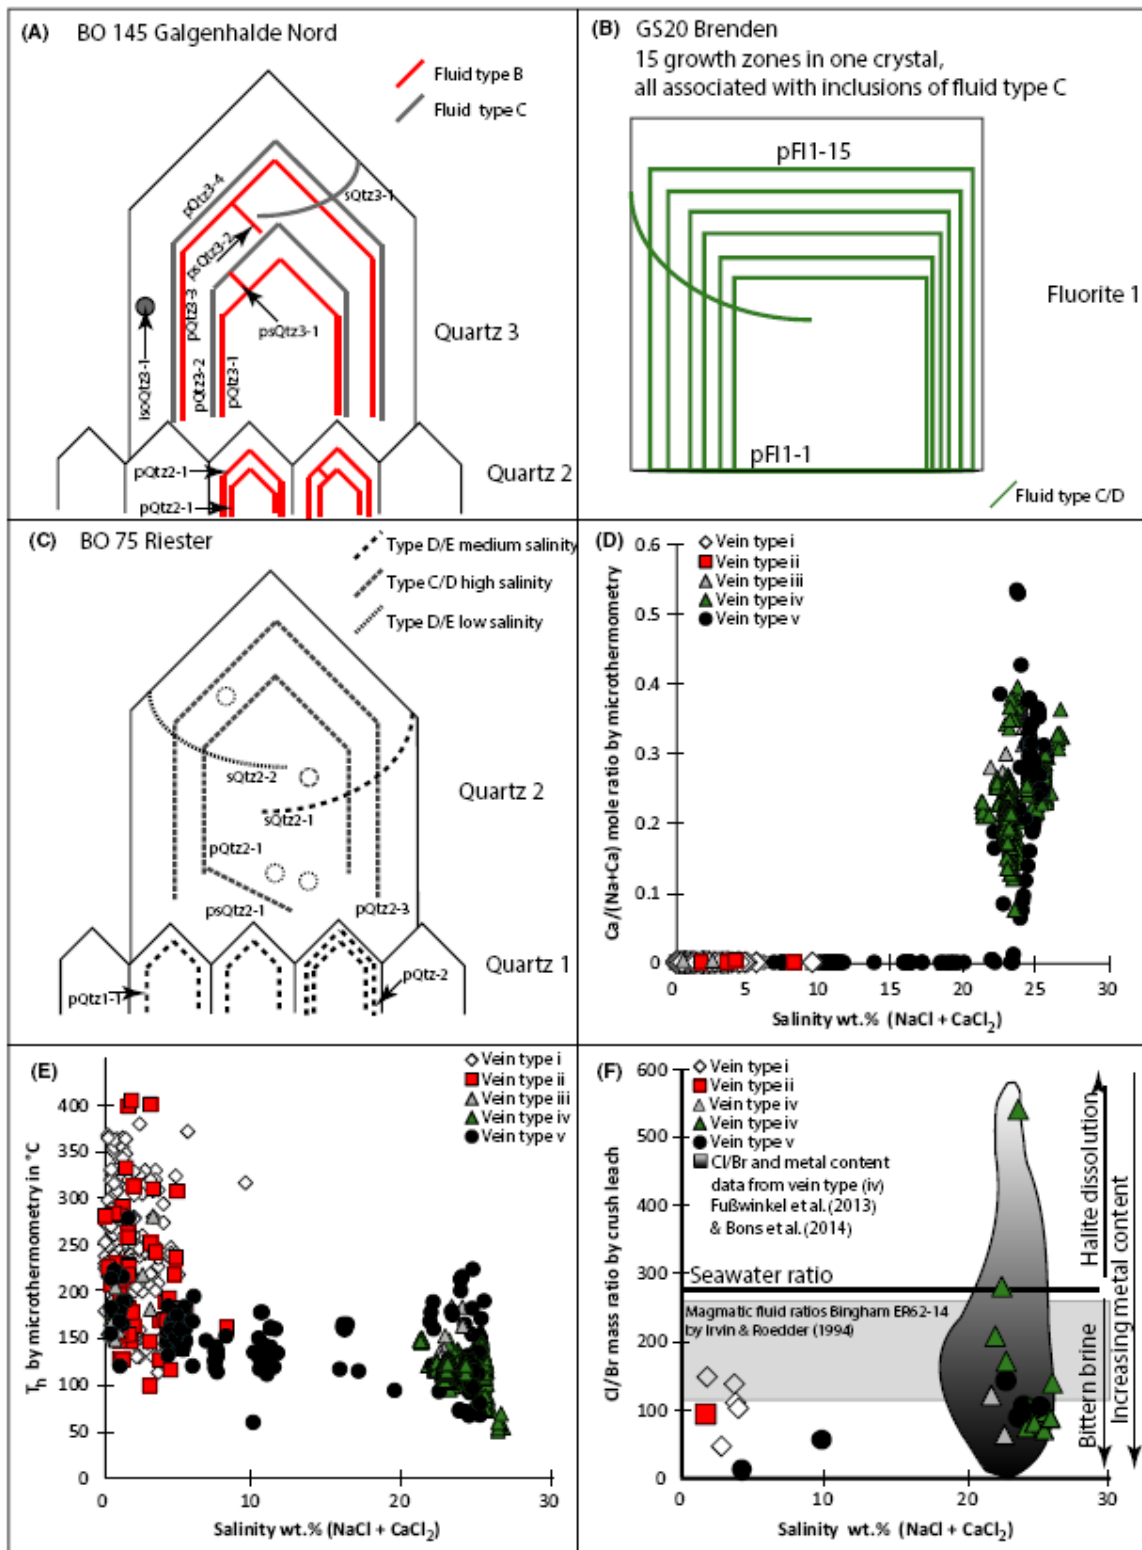 (A) BO 145 Galgenhalde Nord
Fluid type B
Fluid type C
pQtz3-4
sQtz3-1
psQtz3-2
pQtz3-3
psQtz3-1
isoQtz3-1
pQtz3-2
pQtz3-1
Quartz 3
pQtz2-1
pQtz2-1
Quartz 2
(B) GS20 Brenden
15 growth zones in one crystal,
all associated with inclusions of fluid type C
pFl1-15
Fluorite 1
pFl1-1
Fluid type C/D
(C) BO 75 Riester
Type D/E medium salinity
Type C/D high salinity
Type D/E low salinity
sQtz2-2
sQtz2-1
Quartz 2
pQtz2-1
psQtz2-1
pQtz2-3
Quartz 1
pQtz1-1
pQtz-2
(D)
Vein type i
Vein type ii
Vein type iii
Vein type iv
Vein type v
Ca/(Na+Ca) mole ratio by microthermometry
0.6
0.5
0.4
0.3
0.2
0.1
0
0 5 10 15 20 25 30
Salinity wt.% (NaCl + CaCl2)
(E)
Vein type i
Vein type ii
Vein type iii
Vein type iv
Vein type v
Th by microthermometry in °C
400
350
300
250
200
150
100
50
0
0 10 20 30
Salinity wt.% (NaCl + CaCl2)
(F)
Vein type i
Vein type ii
Vein type iv
Vein type iv
Vein type v
Cl/Br and metal content
data from vein type (iv)
Fußwinkel et al. (2013)
& Bons et al. (2014)
Seawater ratio
Magmatic fluid ratios Bingham ER62-14
by Irvin & Roedder (1994)
Cl/Br mass ratio by crush leach
600
500
400
300
200
100
0
0 10 20 30
Salinity wt.% (NaCl + CaCl2)
Halite dissolution
Bittern brine
Increasing metal content